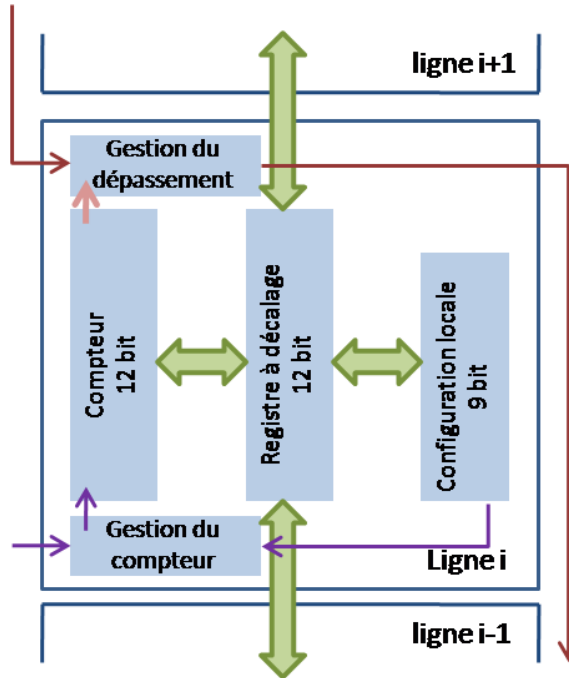 ligne i+1
Gestion du
dépassement
Compteur
12 bit
Registre à décalage
12 bit
Configuration locale
9 bit
Gestion du
compteur
Ligne i
ligne i-1